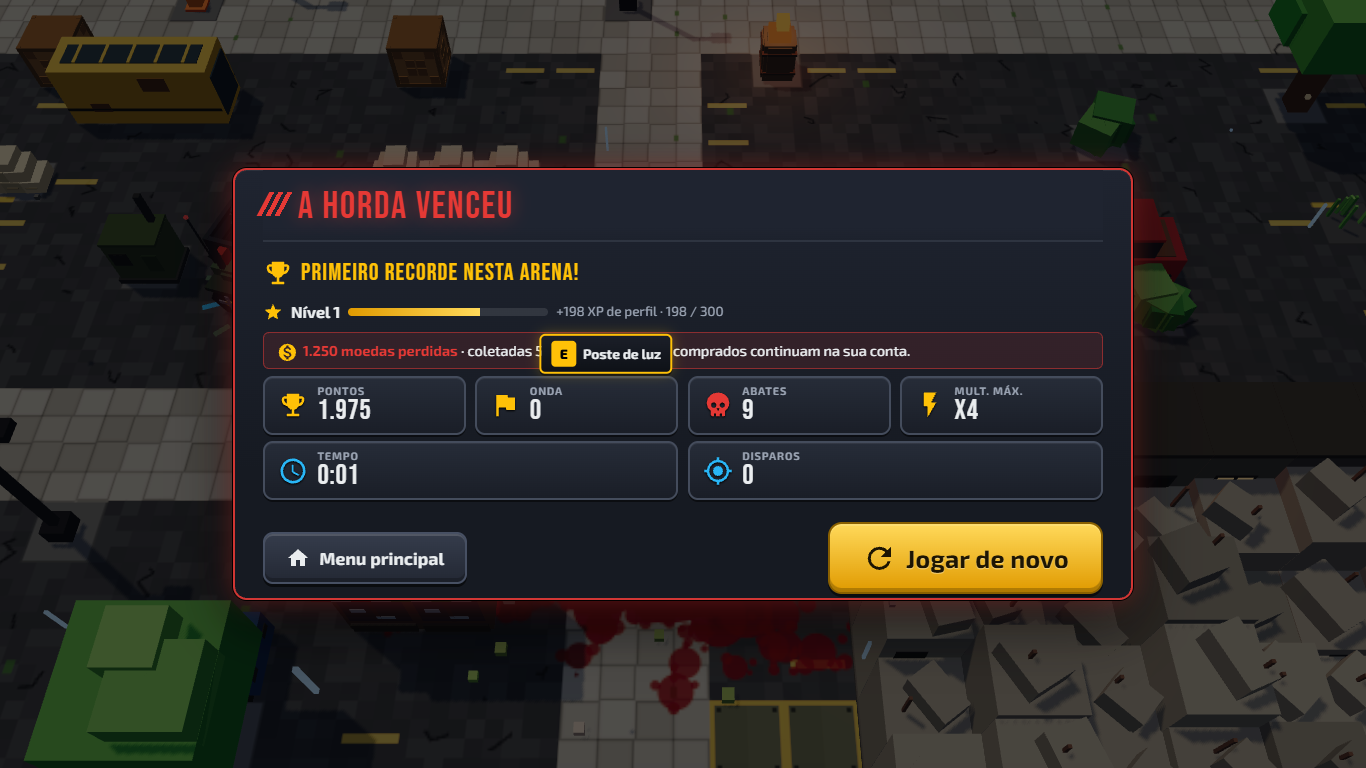 A HORDA VENCEU
PRIMEIRO RECORDE NESTA ARENA!
Nível 1 +198 XP de perfil · 198 / 300
1.250 moedas perdidas · coletadas comprados continuam na sua conta.
E Poste de luz
PONTOS
1.975
ONDA
0
ABATES
9
MULT. MÁX.
X4
TEMPO
0:01
DISPAROS
0
Menu principal
Jogar de novo